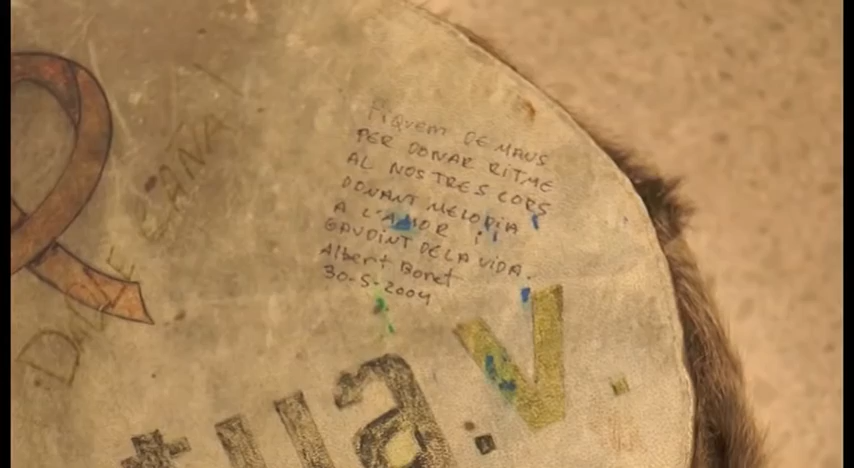 PIQUEM DE MANS
PER DONAR RITME
AL NOSTRES CORS
DONANT MELODIA
A L'AMOR i
GAUDINT DE LA VIDA.
Albert Bonet
30-5-2004
tua.v.